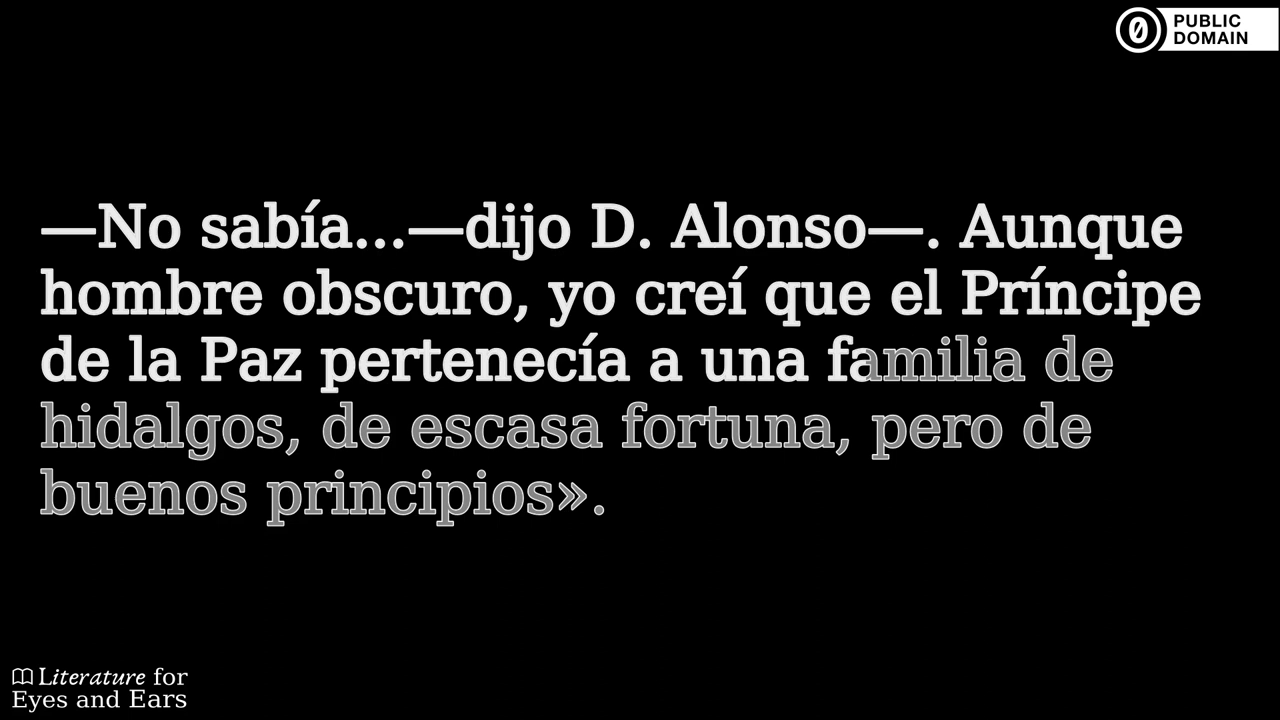 PUBLIC
DOMAIN
—No sabía...—dijo D. Alonso—. Aunque
hombre obscuro, yo creí que el Príncipe
de la Paz pertenecía a una familia de
hidalgos, de escasa fortuna, pero de
buenos principios».
Literature for
Eyes and Ears